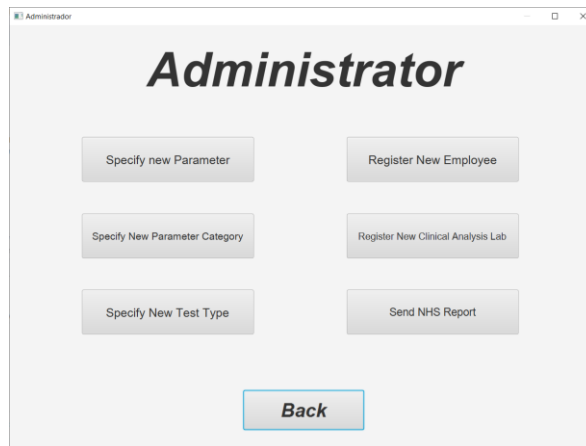 Administrador
Administrator
Specify new Parameter
Register New Employee
Specify New Parameter Category
Register New Clinical Analysis Lab
Specify New Test Type
Send NHS Report
Back